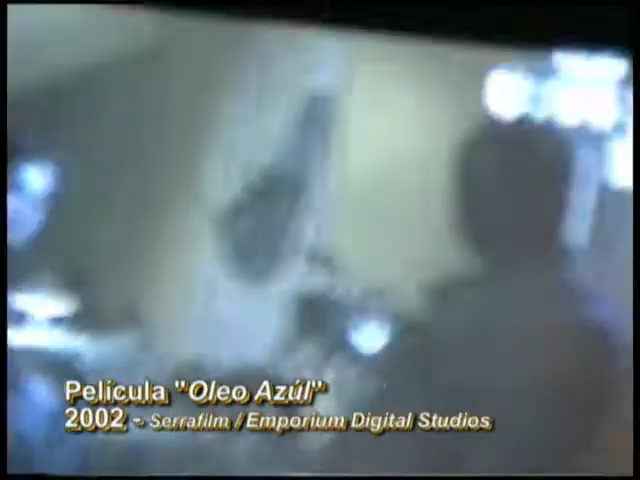 Película "Oleo Azúl"
2002 - Serrafilm / Emporium Digital Studios